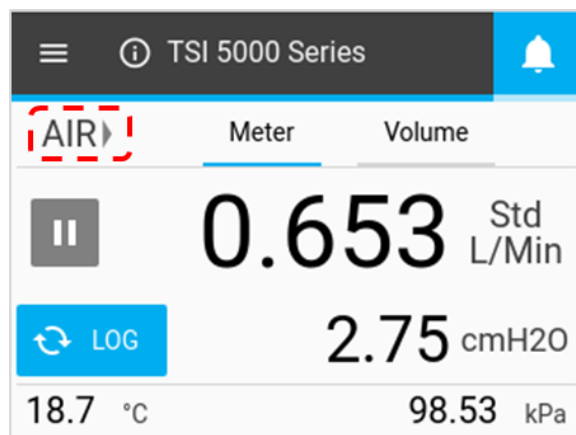 TSI 5000 Series
AIR Meter Volume
0.653 Std L/Min
LOG 2.75 cmH2O
18.7 °C 98.53 kPa